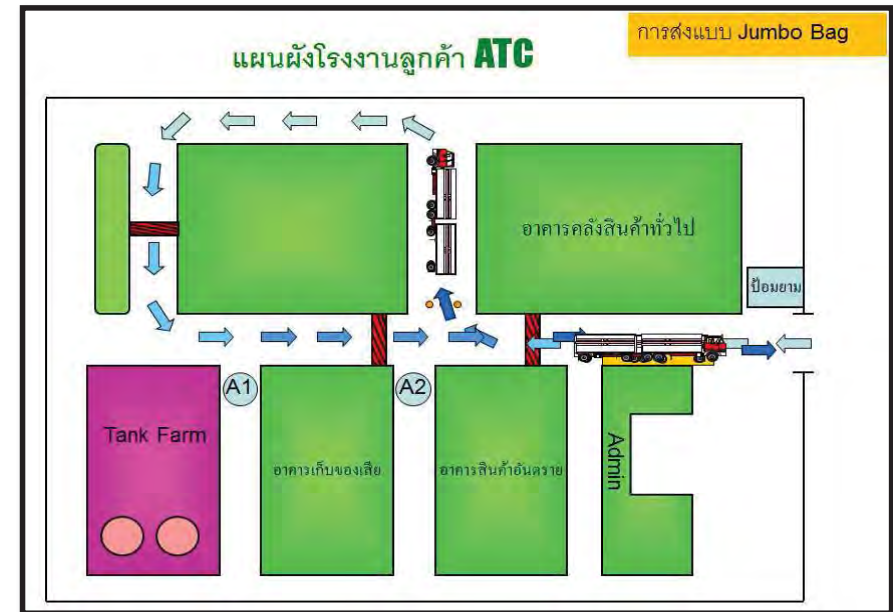 การส่งแบบ Jumbo Bag
แผนผังโรงงานลูกค้า ATC
อาคารคลังสินค้าทั่วไป
ป้อมยาม
A1
A2
Tank Farm
อาคารเก็บของเสีย
อาคารสินค้าอันตราย
Admin